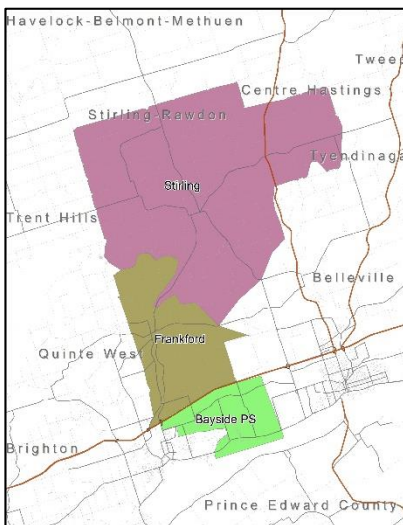 Havelock-Belmont-Methuen
Tweed
Centre Hastings
Stirling-Rawdon
Tyendinaga
Stirling
Trent Hills
Belleville
Frankford
Quinte West
Bayside PS
Brighton
Prince Edward County